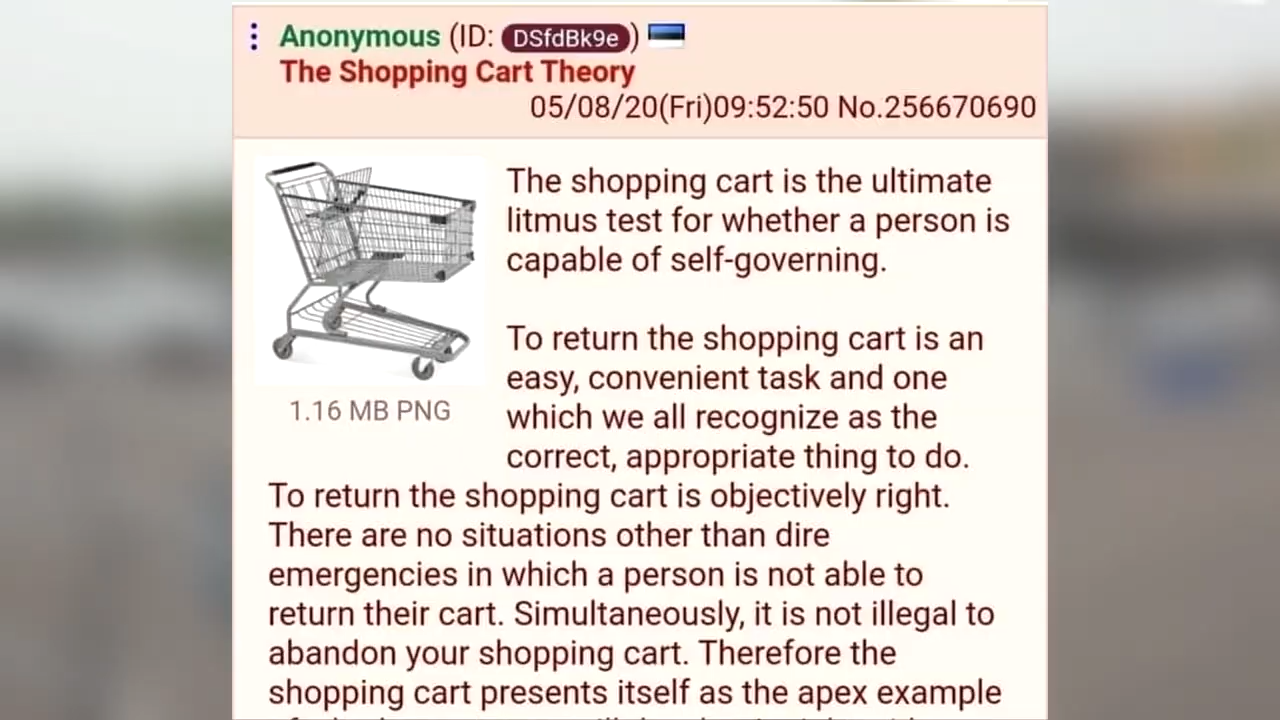 Anonymous (ID: DSfdBk9e)
The Shopping Cart Theory
05/08/20(Fri)09:52:50 No.256670690
The shopping cart is the ultimate
litmus test for whether a person is
capable of self-governing.
To return the shopping cart is an
easy, convenient task and one
which we all recognize as the
correct, appropriate thing to do.
1.16 MB PNG
To return the shopping cart is objectively right.
There are no situations other than dire
emergencies in which a person is not able to
return their cart. Simultaneously, it is not illegal to
abandon your shopping cart. Therefore the
shopping cart presents itself as the apex example